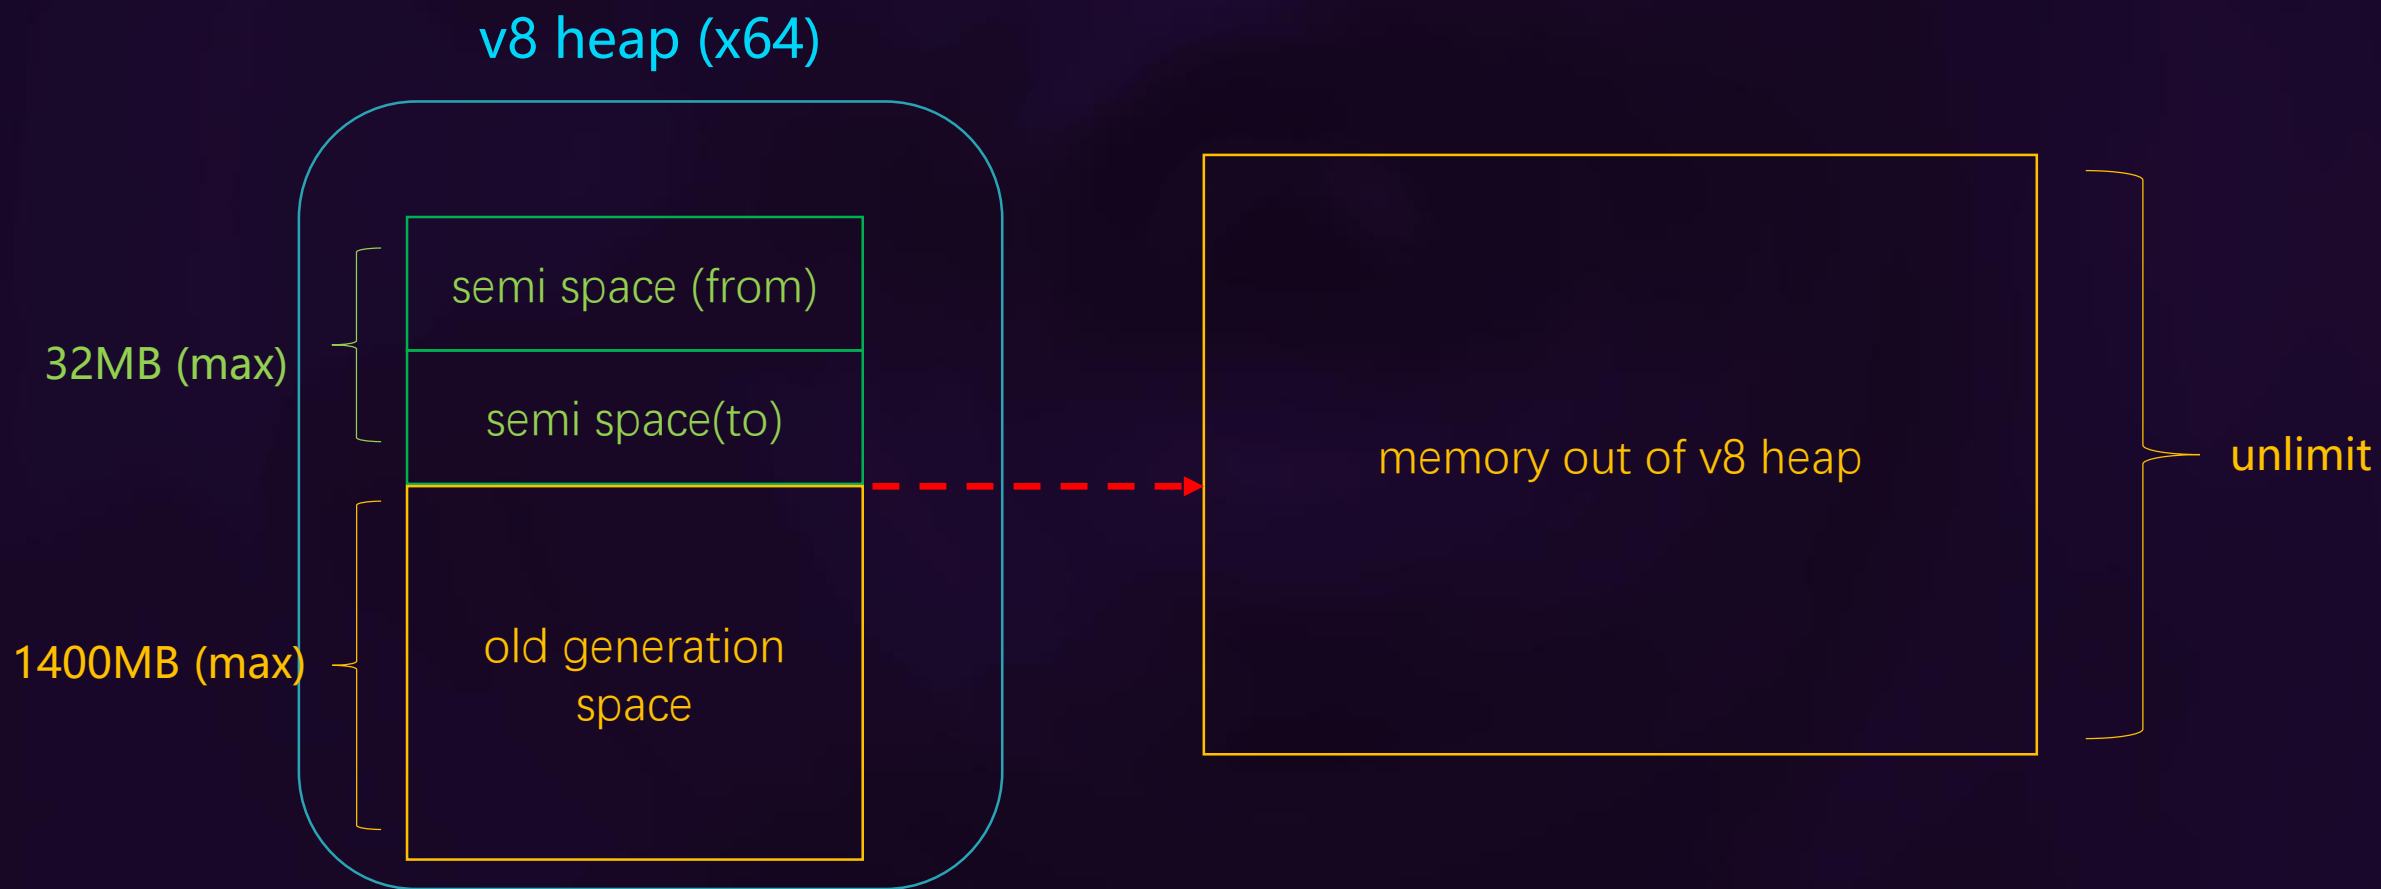 v8 heap (x64)
semi space (from)
32MB (max)
semi space(to)
memory out of v8 heap
unlimit
1400MB (max)
old generation
space